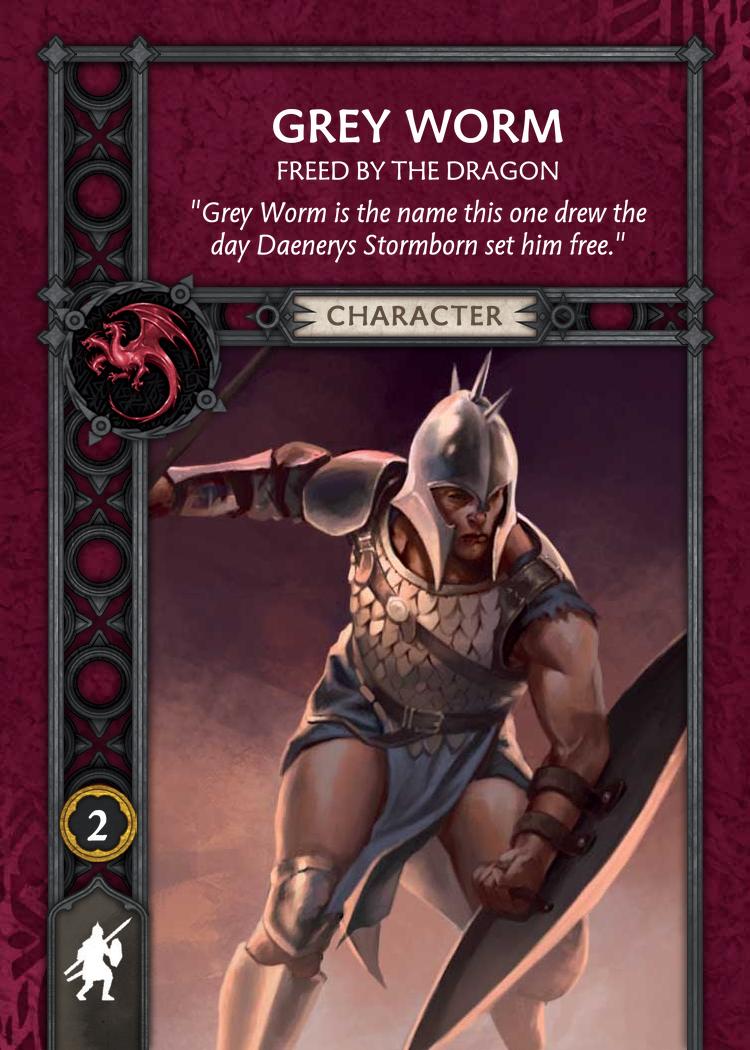 GREY WORM
FREED BY THE DRAGON
"Grey Worm is the name this one drew the
day Daenerys Stormborn set him free."
CHARACTER
2